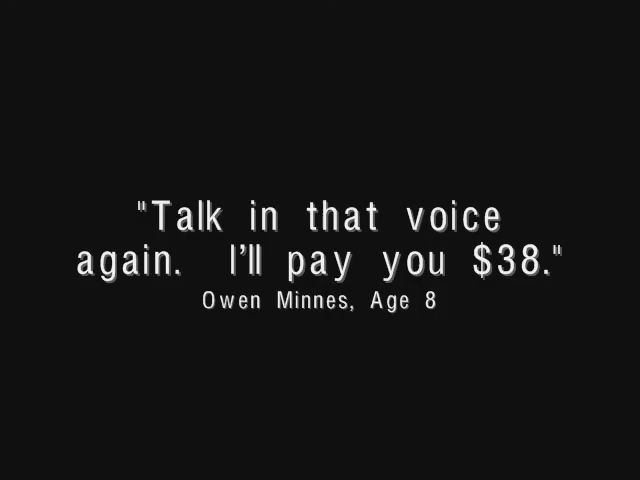 "Talk in that voice
again. I'll pay you $38."
Owen Minnes, Age 8